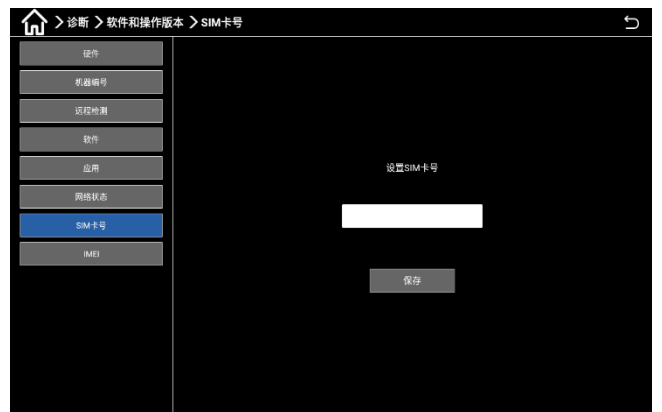 诊断 软件和操作版本 SIM卡号
硬件
机器编号
远程检测
软件
应用
网络状态
SIM卡号
IMEI
设置SIM卡号
保存